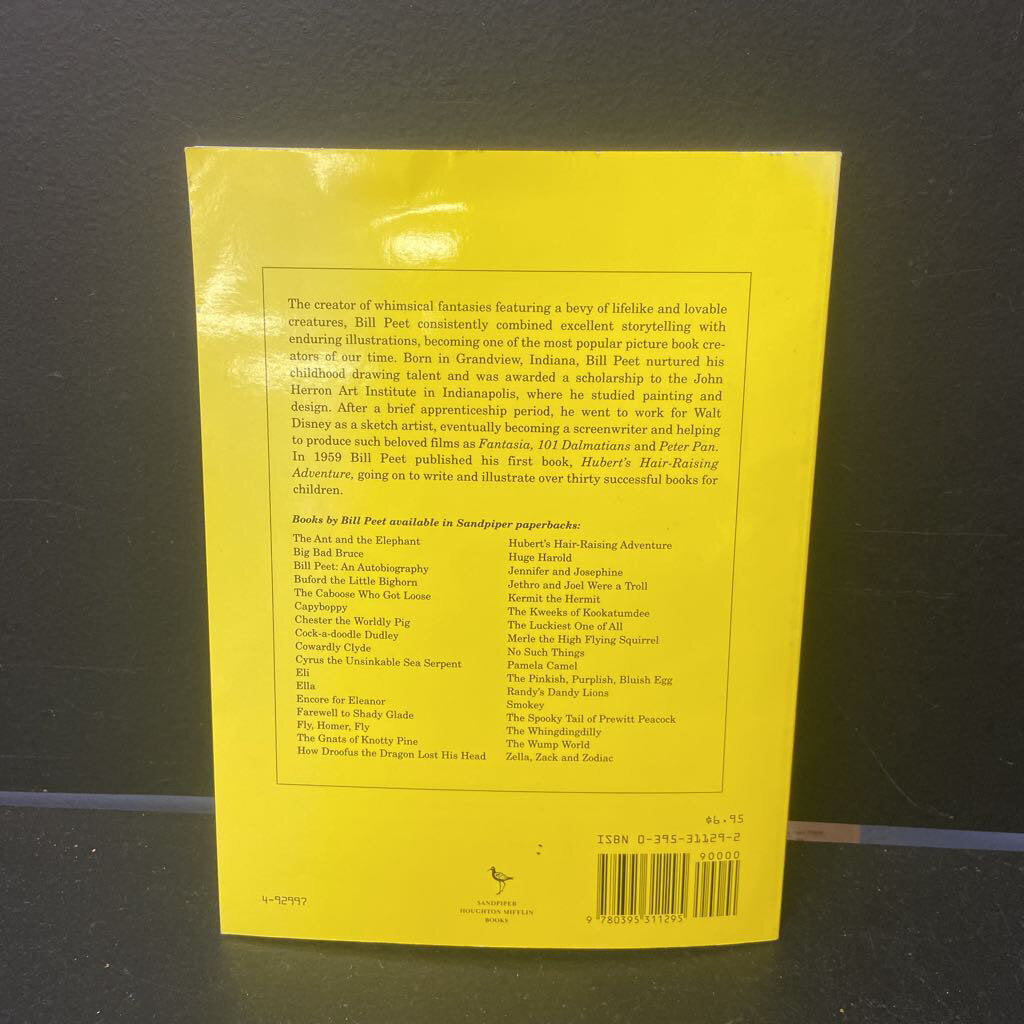 The creator of whimsical fantasies featuring a bevy of lifelike and lovable
creatures, Bill Peet consistently combined excellent storytelling with
enduring illustrations, becoming one of the most popular picture book cre-
ators of our time. Born in Grandview, Indiana, Bill Peet nurtured his
childhood drawing talent and was awarded a scholarship to the John
Herron Art Institute in Indianapolis, where he studied painting and
design. After a brief apprenticeship period, he went to work for Walt
Disney as a sketch artist, eventually becoming a screenwriter and helping
to produce such beloved films as Fantasia, 101 Dalmatians and Peter Pan.
In 1959 Bill Peet published his first book, Hubert's Hair-Raising
Adventure, going on to write and illustrate over thirty successful books for
children.
Books by Bill Peet available in Sandpiper paperbacks:
The Ant and the Elephant
Big Bad Bruce
Bill Peet: An Autobiography
Buford the Little Bighorn
The Caboose Who Got Loose
Capyboppy
Chester the Worldly Pig
Cock-a-doodle Dudley
Cowardly Clyde
Cyrus the Unsinkable Sea Serpent
Eli
Ella
Encore for Eleanor
Farewell to Shady Glade
Fly, Homer, Fly
The Gnats of Knotty Pine
How Droofus the Dragon Lost His Head
Hubert's Hair-Raising Adventure
Huge Harold
Jennifer and Josephine
Jethro and Joel Were a Troll
Kermit the Hermit
The Kweeks of Kookatumdee
The Luckiest One of All
Merle the High Flying Squirrel
No Such Things
Pamela Camel
The Pinkish, Purplish, Bluish Egg
Randy's Dandy Lions
Smokey
The Spooky Tail of Prewitt Peacock
The Whingdingdilly
The Wump World
Zella, Zack and Zodiac
$6.95
ISBN 0-395-31129-2
90000
9 780395 311295
SANDPIPER
HOUGHTON MIFFLIN
BOOKS
4-92997